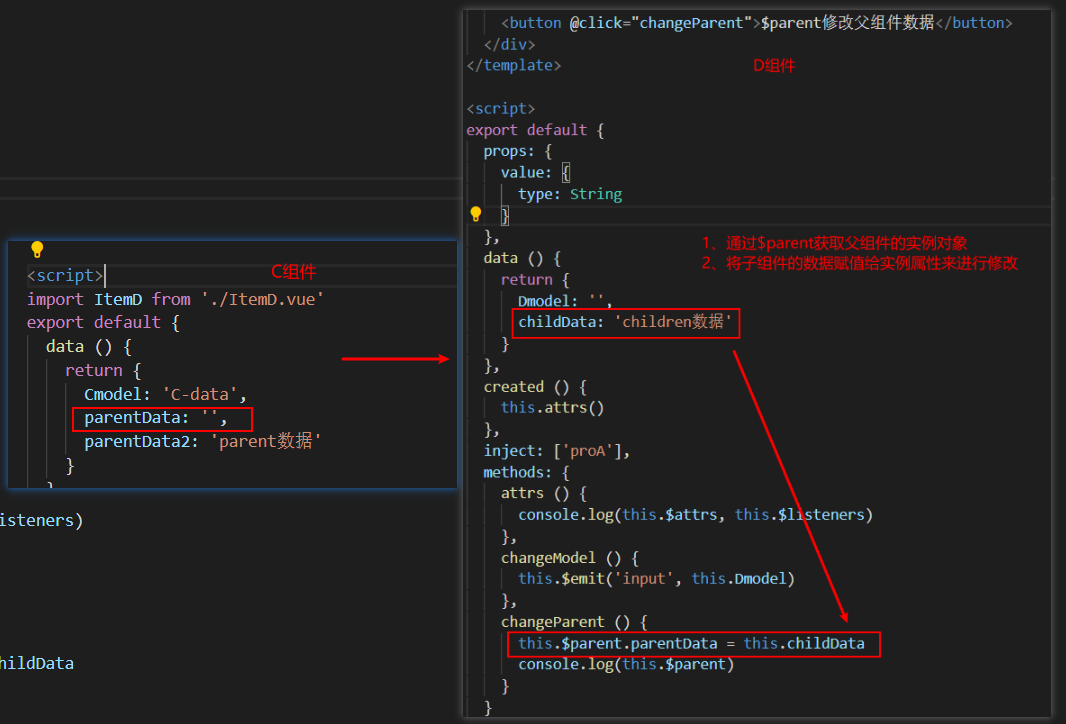 <button @click="changeParent">$parent修改父组件数据</button>
</div>
</template>
D组件
<script>
export default {
props: {
value: {
type: String
}
},
data () {
return {
Dmodel: '',
childData: 'children数据'
}
},
created () {
this.attrs()
},
inject: ['proA'],
methods: {
attrs () {
console.log(this.$attrs, this.$listeners)
},
changeModel () {
this.$emit('input', this.Dmodel)
},
changeParent () {
this.$parent.parentData = this.childData
console.log(this.$parent)
}
}
1、通过$parent获取父组件的实例对象
2、将子组件的数据赋值给实例属性来进行修改
C组件
<script>
import ItemD from './ItemD.vue'
export default {
data () {
return {
Cmodel: 'C-data',
parentData: '',
parentData2: 'parent数据'
}
isteners)
hildData